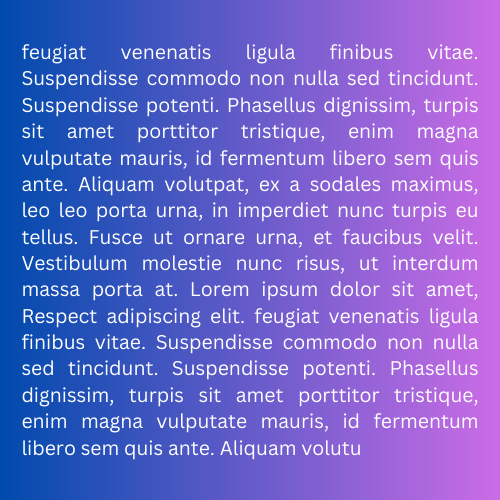 feugiat venenatis ligula finibus vitae.
Suspendisse commodo non nulla sed tincidunt.
Suspendisse potenti. Phasellus dignissim, turpis
sit amet porttitor tristique, enim magna
vulputate mauris, id fermentum libero sem quis
ante. Aliquam volutpat, ex a sodales maximus,
leo leo porta urna, in imperdiet nunc turpis eu
tellus. Fusce ut ornare urna, et faucibus velit.
Vestibulum molestie nunc risus, ut interdum
massa porta at. Lorem ipsum dolor sit amet,
Respect adipiscing elit. feugiat venenatis ligula
finibus vitae. Suspendisse commodo non nulla
sed tincidunt. Suspendisse potenti. Phasellus
dignissim, turpis sit amet porttitor tristique,
enim magna vulputate mauris, id fermentum
libero sem quis ante. Aliquam volutu